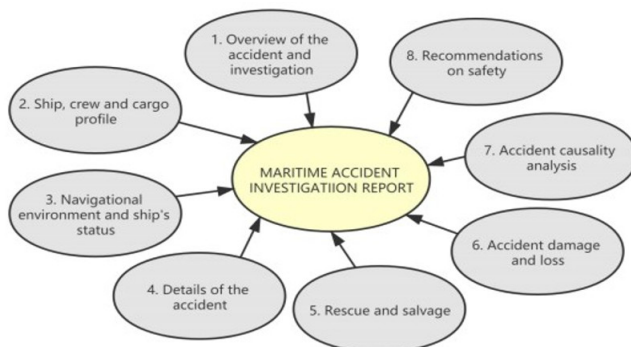 1. Overview of the
accident and
investigation
8. Recommendations
on safety
2. Ship, crew and cargo
profile
7. Accident causality
analysis
MARITIME ACCIDENT
INVESTIGATIION REPORT
3. Navigational
environment and ship's
status
6. Accident damage
and loss
4. Details of the
accident
5. Rescue and salvage